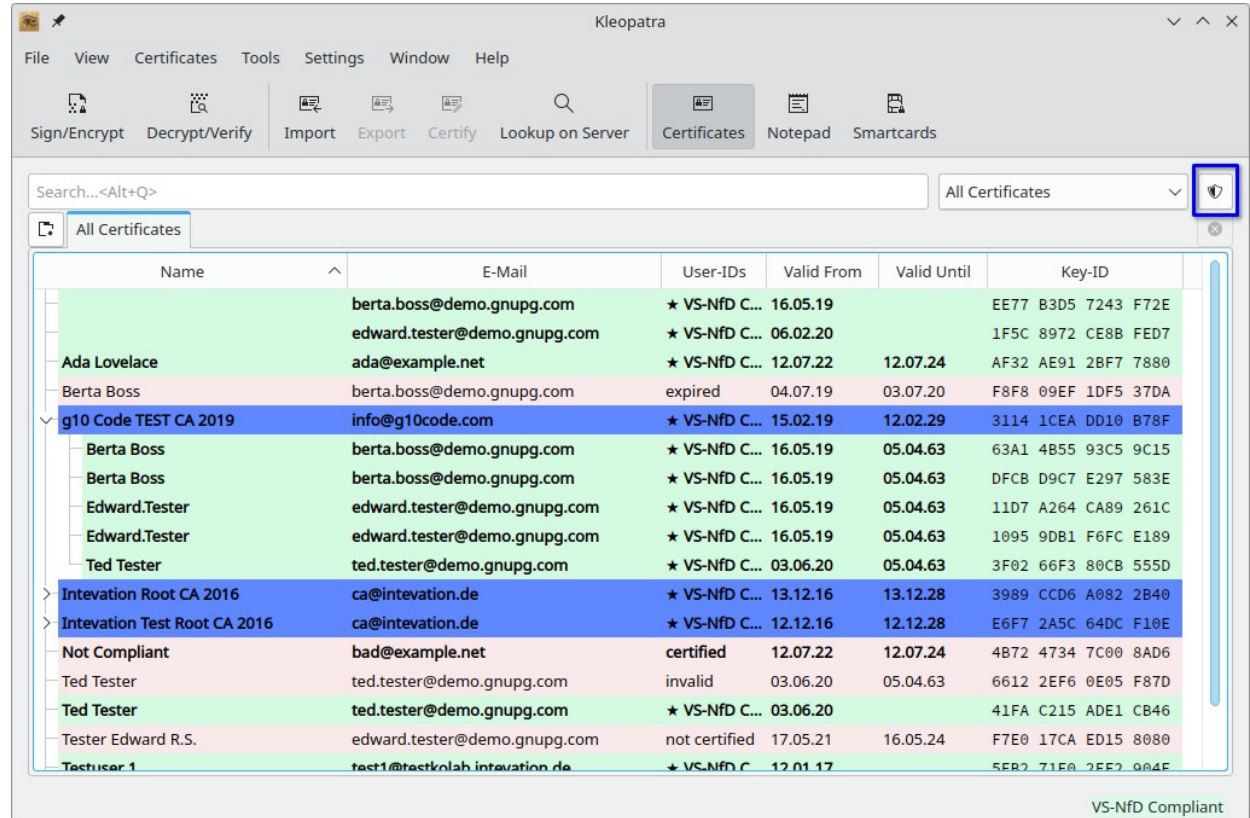 Kleopatra
File View Certificates Tools Settings Window Help
Sign/Encrypt Decrypt/Verify Import Export Certify Lookup on Server Certificates Notepad Smartcards
Search...<Alt+Q> All Certificates
All Certificates
Name E-Mail User-IDs Valid From Valid Until Key-ID
berta.boss@demo.gnupg.com ★ VS-NfD C... 16.05.19 EE77 B3D5 7243 F72E
edward.tester@demo.gnupg.com ★ VS-NfD C... 06.02.20 1F5C 8972 CE8B FED7
Ada Lovelace ada@example.net ★ VS-NfD C... 12.07.22 12.07.24 AF32 AE91 2BF7 7880
Berta Boss berta.boss@demo.gnupg.com expired 04.07.19 03.07.20 F8F8 09EF 1DF5 37DA
g10 Code TEST CA 2019 info@g10code.com ★ VS-NfD C... 15.02.19 12.02.29 3114 1CEA DD10 B78F
Berta Boss berta.boss@demo.gnupg.com ★ VS-NfD C... 16.05.19 05.04.63 63A1 4B55 93C5 9C15
Berta Boss berta.boss@demo.gnupg.com ★ VS-NfD C... 16.05.19 05.04.63 DFCB D9C7 E297 583E
Edward.Tester edward.tester@demo.gnupg.com ★ VS-NfD C... 16.05.19 05.04.63 11D7 A264 CA89 261C
Edward.Tester edward.tester@demo.gnupg.com ★ VS-NfD C... 16.05.19 05.04.63 1095 9DB1 F6FC E189
Ted Tester ted.tester@demo.gnupg.com ★ VS-NfD C... 03.06.20 05.04.63 3F02 66F3 80CB 555D
Intevation Root CA 2016 ca@intevation.de ★ VS-NfD C... 13.12.16 13.12.28 3989 CCD6 A082 2B40
Intevation Test Root CA 2016 ca@intevation.de ★ VS-NfD C... 12.12.16 12.12.28 E6F7 2A5C 64DC F10E
Not Compliant bad@example.net certified 12.07.22 12.07.24 4B72 4734 7C00 8AD6
Ted Tester ted.tester@demo.gnupg.com invalid 03.06.20 05.04.63 6612 2EF6 0E05 F87D
Ted Tester ted.tester@demo.gnupg.com ★ VS-NfD C... 03.06.20 41FA C215 ADE1 CB46
Tester Edward R.S. edward.tester@demo.gnupg.com not certified 17.05.21 16.05.24 F7E0 17CA ED15 8080
Testuser 1 test1@testkolab.intevation.de ★ VS-NfD C... 12.01.17
VS-NfD Compliant